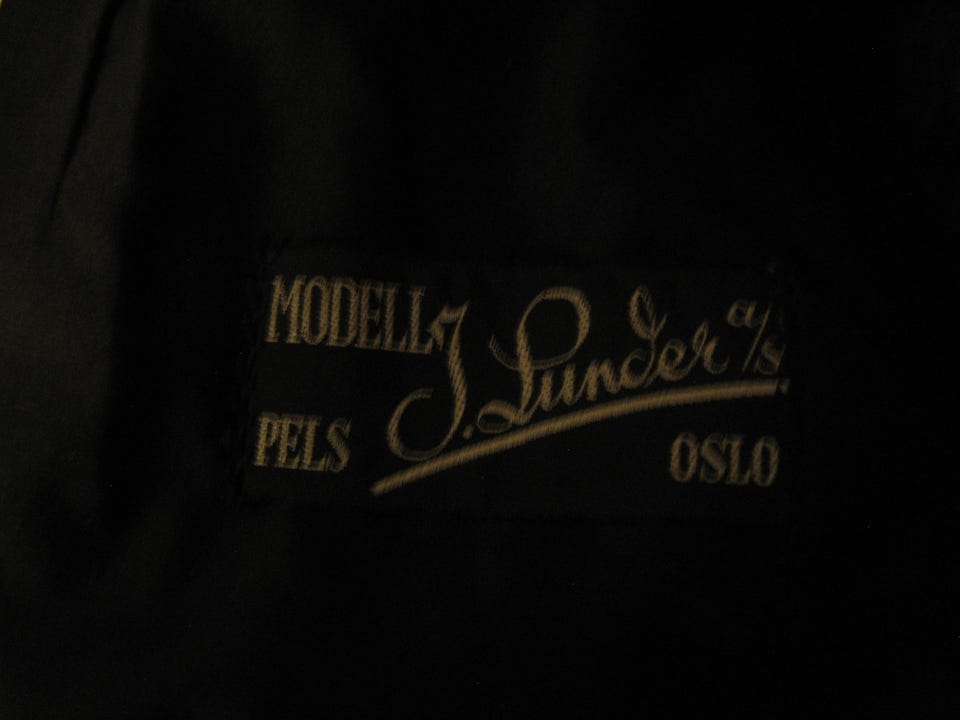 MODELL J. Lunder a/s
PELS OSLO